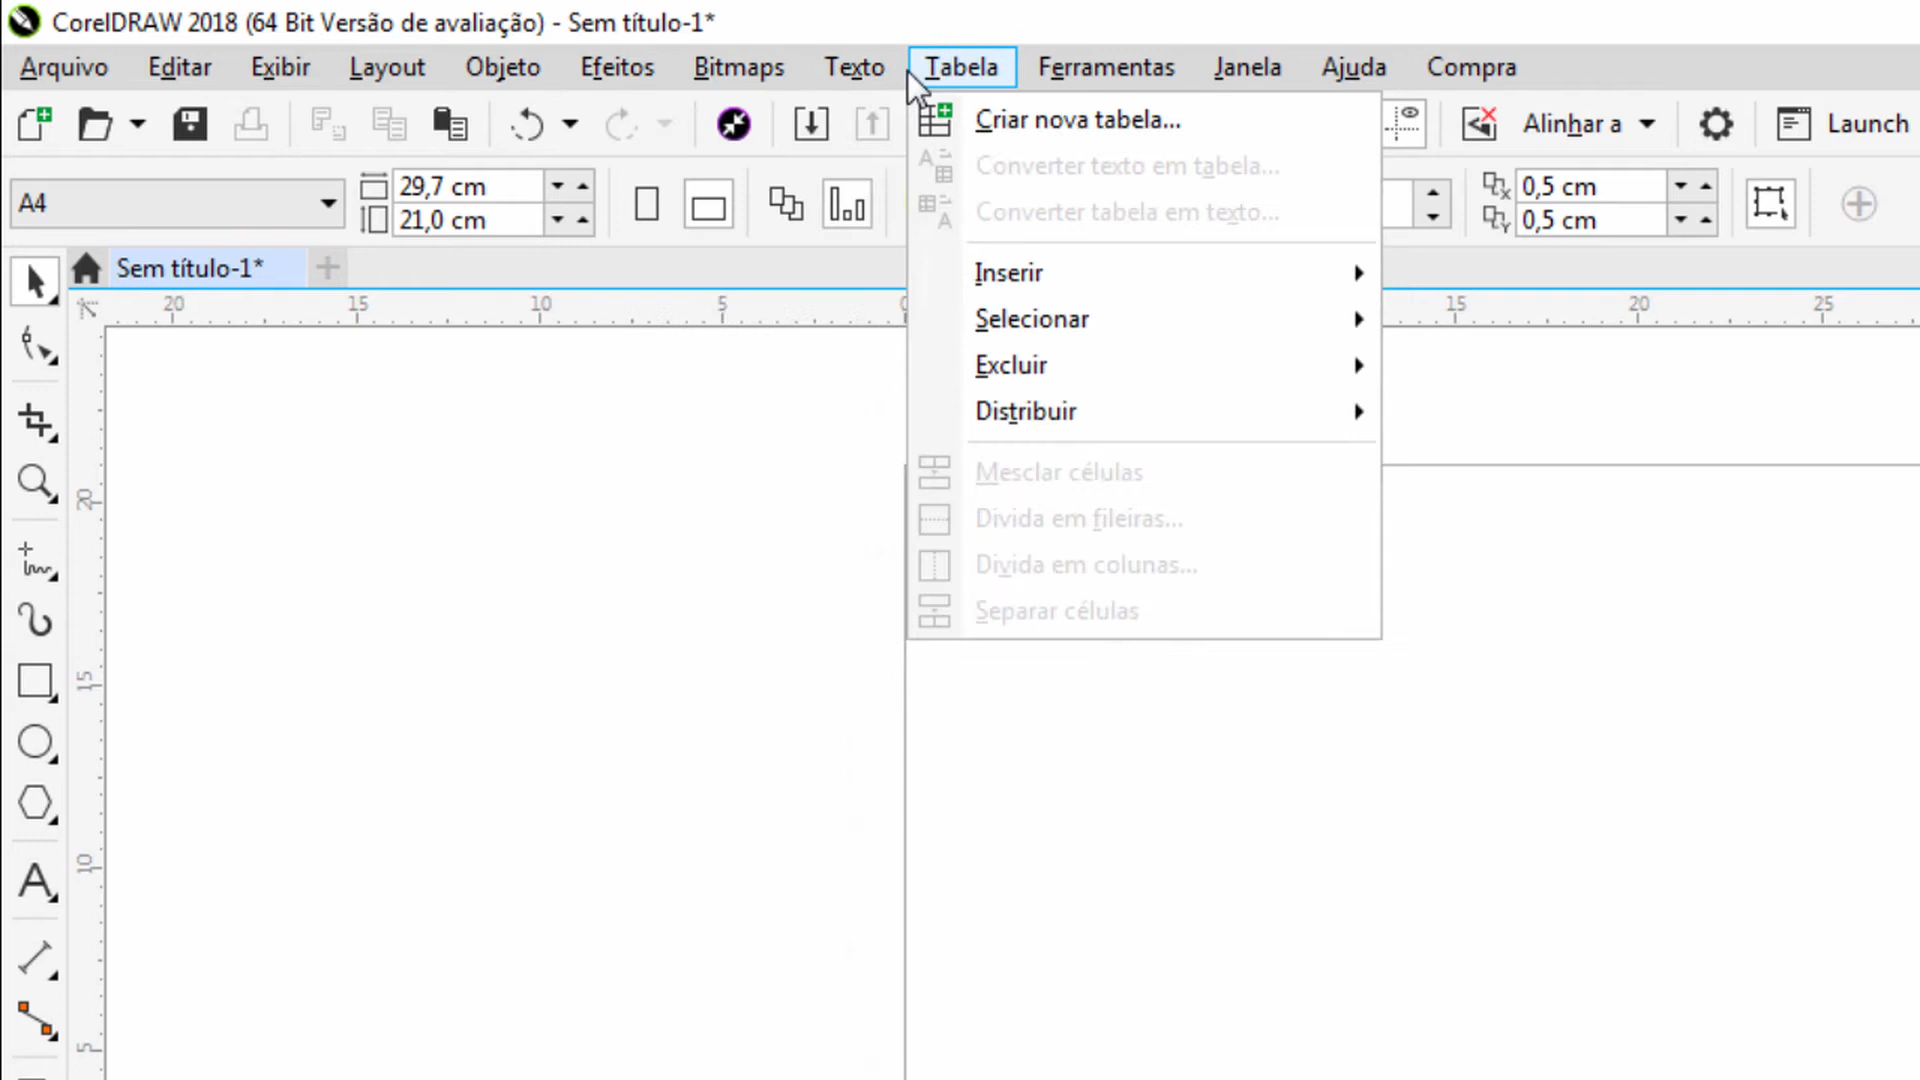 CorelDRAW 2018 (64 Bit Versão de avaliação) - Sem título-1*
Arquivo Editar Exibir Layout Objeto Efeitos Bitmaps Texto Tabela Ferramentas Janela Ajuda Compra
Criar nova tabela...
Alinhar a
Launch
Converter texto em tabela...
A4
29,7 cm
21,0 cm
Converter tabela em texto...
0,5 cm
0,5 cm
Sem título-1*
Inserir
20 15 10 5 0 15 20 25
Selecionar
Excluir
Distribuir
Mesclar células
Divida em fileiras...
Divida em colunas...
Separar células
20
15
10
5